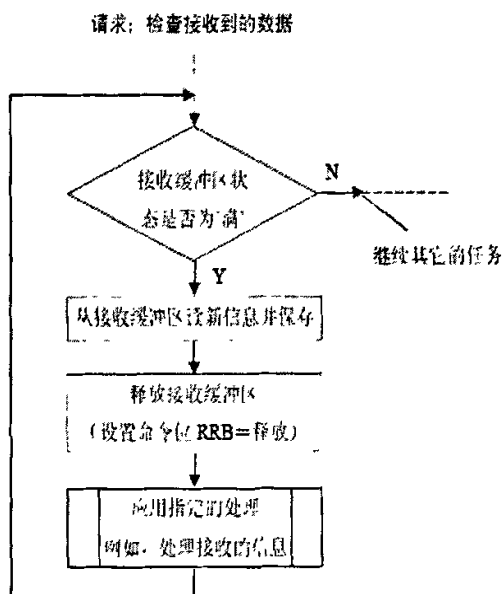 请求：检查接收到的数据
接收缓冲区状
态是否为“满”
N
继续其它的任务
Y
从接收缓冲区读新信息并保存
释放接收缓冲区
（设置命令位 RRB＝释放）
应用指定的处理
例如，处理接收的信息